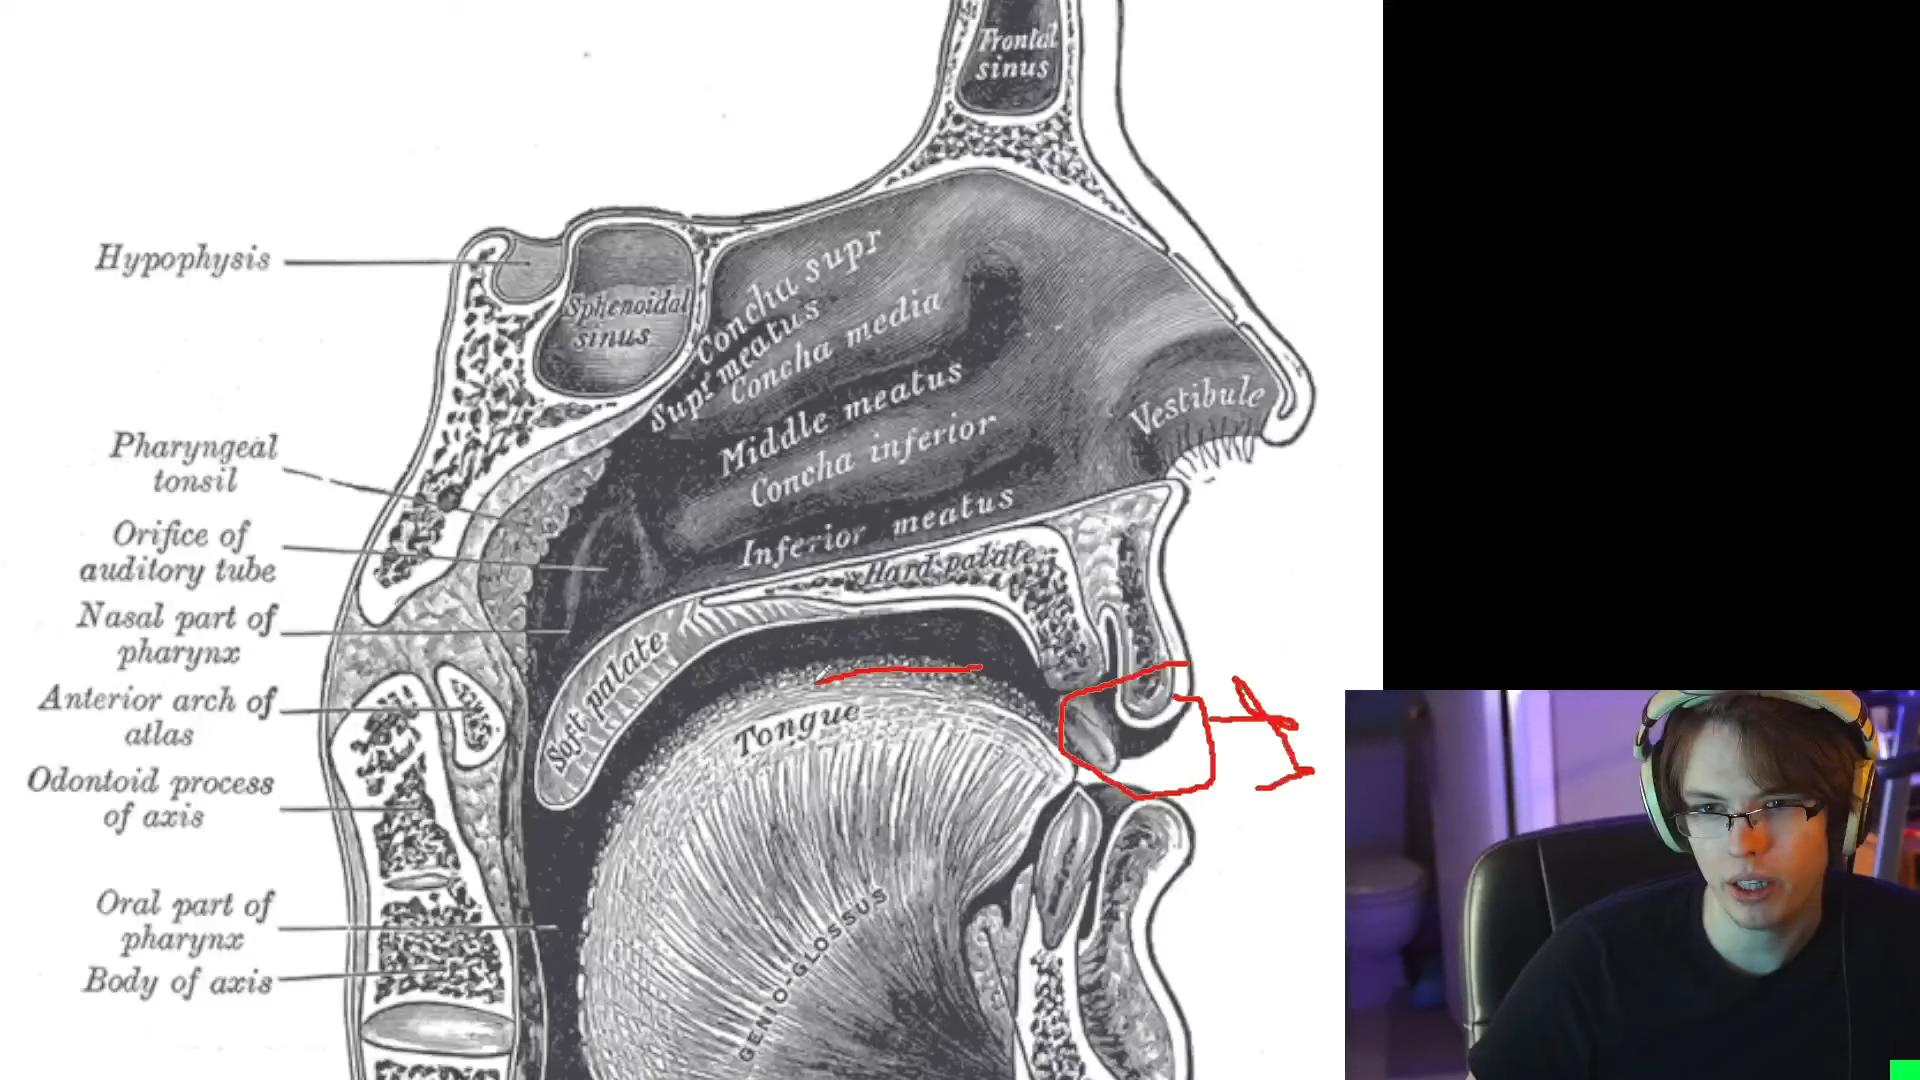 Frontal
sinus
Hypophysis
Sphenoidal
sinus
Concha supr
Supr meatus
Concha media
Middle meatus
Concha inferior
Vestibule
Inferior meatus
Hard palate
Pharyngeal
tonsil
Orifice of
auditory tube
Nasal part of
pharynx
Soft palate
Anterior arch of
atlas
Tongue
Odontoid process
of axis
Oral part of
pharynx
Body of axis
GENIO-GLOSSUS